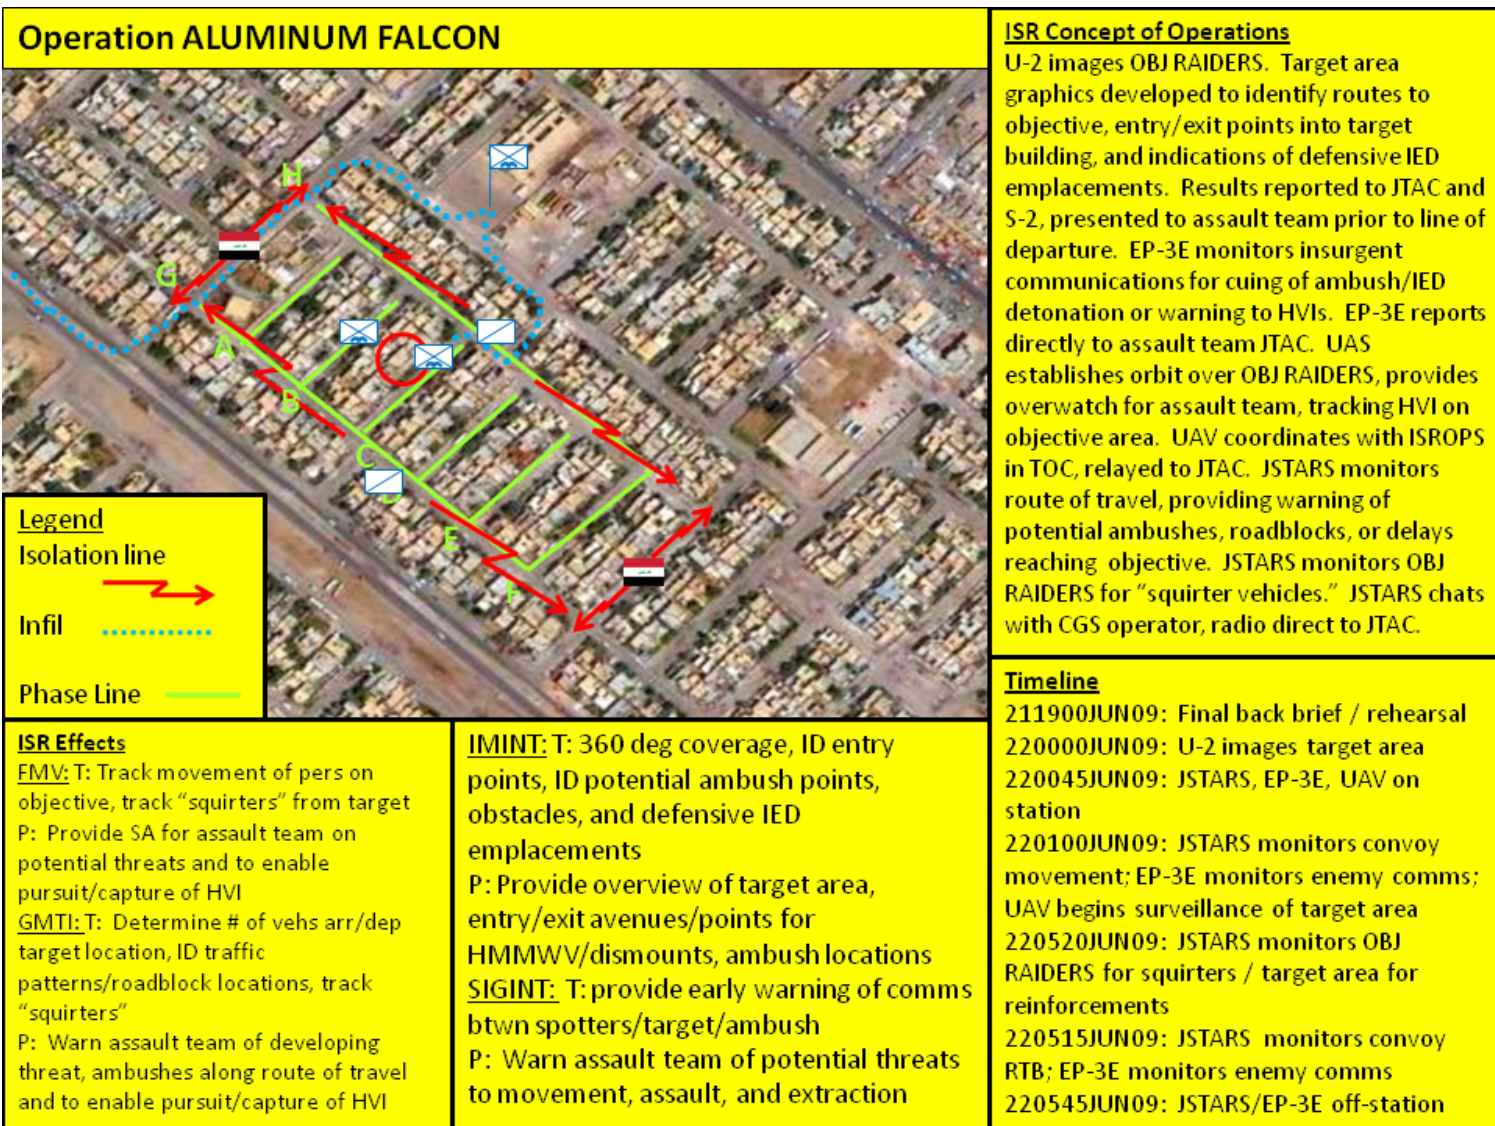 Operation ALUMINUM FALCON
H
G
A
B
C
D
E
F
Legend
Isolation line
Infil
Phase Line
ISR Effects
FMV: T: Track movement of pers on
objective, track “squirters” from target
P: Provide SA for assault team on
potential threats and to enable
pursuit/capture of HVI
GMTI: T: Determine # of vehs arr/dep
target location, ID traffic
patterns/roadblock locations, track
“squirters”
P: Warn assault team of developing
threat, ambushes along route of travel
and to enable pursuit/capture of HVI
IMINT: T: 360 deg coverage, ID entry
points, ID potential ambush points,
obstacles, and defensive IED
emplacements
P: Provide overview of target area,
entry/exit avenues/points for
HMMWV/dismounts, ambush locations
SIGINT: T: provide early warning of comms
btwn spotters/target/ambush
P: Warn assault team of potential threats
to movement, assault, and extraction
ISR Concept of Operations
U-2 images OBJ RAIDERS. Target area
graphics developed to identify routes to
objective, entry/exit points into target
building, and indications of defensive IED
emplacements. Results reported to JTAC and
S-2, presented to assault team prior to line of
departure. EP-3E monitors insurgent
communications for cuing of ambush/IED
detonation or warning to HVIs. EP-3E reports
directly to assault team JTAC. UAS
establishes orbit over OBJ RAIDERS, provides
overwatch for assault team, tracking HVI on
objective area. UAV coordinates with ISROPS
in TOC, relayed to JTAC. JSTARS monitors
route of travel, providing warning of
potential ambushes, roadblocks, or delays
reaching objective. JSTARS monitors OBJ
RAIDERS for “squirter vehicles.” JSTARS chats
with CGS operator, radio direct to JTAC.
Timeline
211900JUN09: Final back brief / rehearsal
220000JUN09: U-2 images target area
220045JUN09: JSTARS, EP-3E, UAV on
station
220100JUN09: JSTARS monitors convoy
movement; EP-3E monitors enemy comms;
UAV begins surveillance of target area
220520JUN09: JSTARS monitors OBJ
RAIDERS for squirters / target area for
reinforcements
220515JUN09: JSTARS monitors convoy
RTB; EP-3E monitors enemy comms
220545JUN09: JSTARS/EP-3E off-station